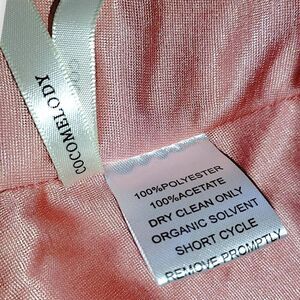 COCOMELODY
100%POLYESTER
100%ACETATE
DRY CLEAN ONLY
ORGANIC SOLVENT
SHORT CYCLE
REMOVE PROMPTLY